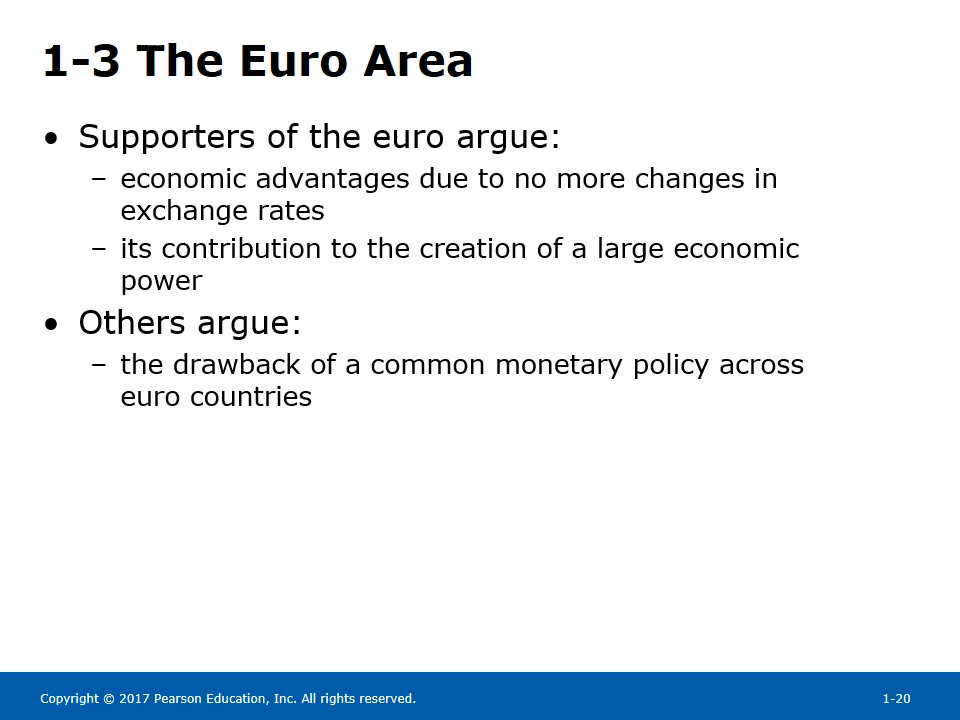 1-3 The Euro Area
• Supporters of the euro argue:
– economic advantages due to no more changes in
exchange rates
– its contribution to the creation of a large economic
power
• Others argue:
– the drawback of a common monetary policy across
euro countries
Copyright © 2017 Pearson Education, Inc. All rights reserved.
1-20